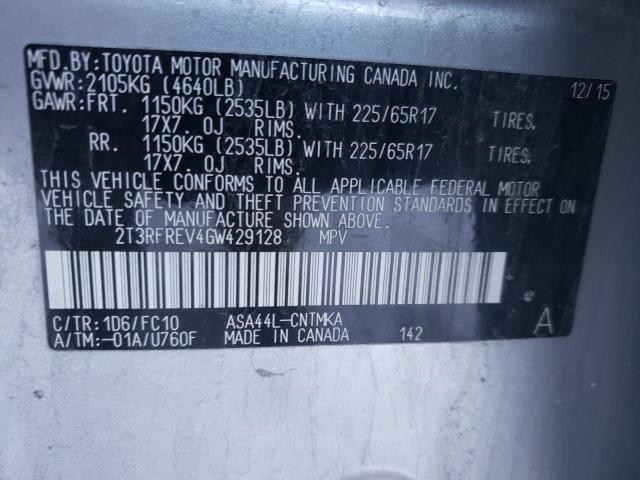 MFD.BY:TOYOTA MOTOR MANUFACTURING CANADA INC.
GVWR:2105KG (4640LB) 12/15
GAWR:FRT. 1150KG (2535LB) WITH 225/65R17 TIRES,
17X7. 0J RIMS.
RR. 1150KG (2535LB) WITH 225/65R17 TIRES,
17X7. 0J RIMS.
THIS VEHICLE CONFORMS TO ALL APPLICABLE FEDERAL MOTOR
VEHICLE SAFETY AND THEFT PREVENTION STANDARDS IN EFFECT ON
THE DATE OF MANUFACTURE SHOWN ABOVE.
2T3RFREV4GW429128 MPV
C/TR:1D6/FC10 ASA44L-CNTMKA A
A/TM:-01A/U760F MADE IN CANADA 142